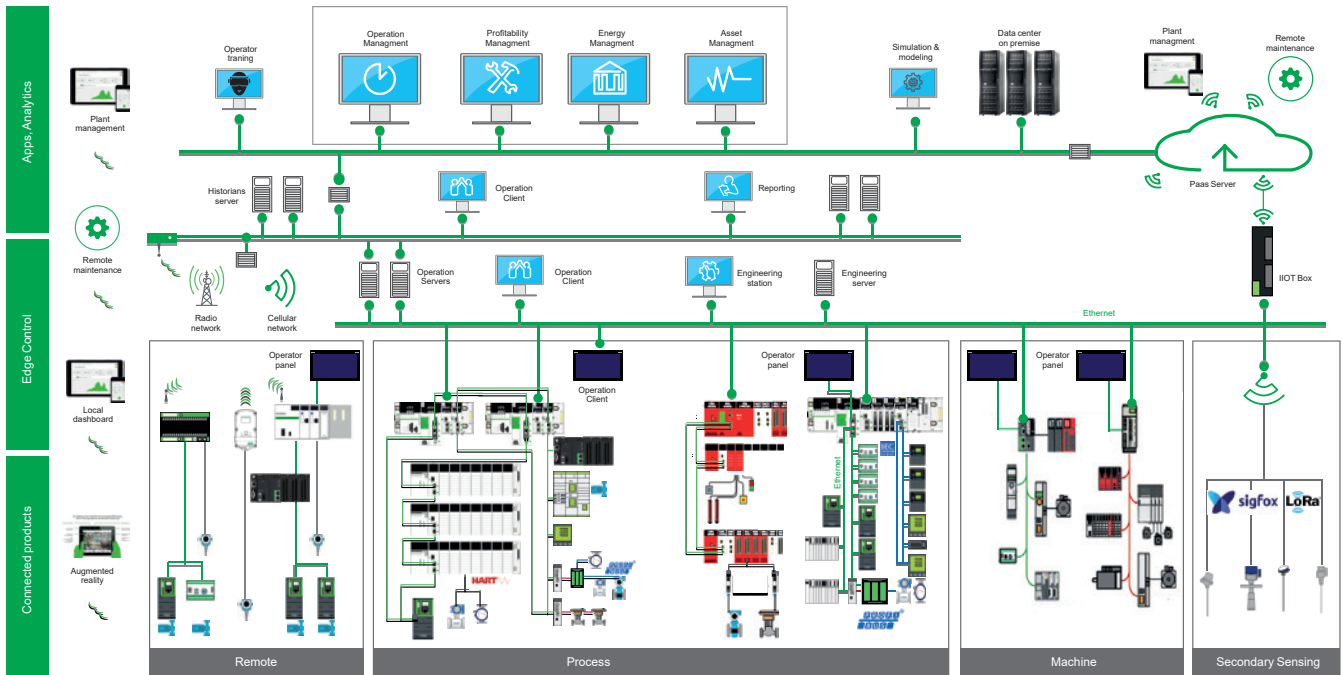 Apps, Analytics
Edge Control
Connected products
Plant
management
Remote
maintenance
Local
dashboard
Augmented
reality
Operator
traning
Operation
Managment
Profitability
Managment
Energy
Managment
Asset
Managment
Simulation &
modeling
Data center
on premise
Plant
managment
Remote
maintenance
Paas Server
Historians
server
Operation
Client
Reporting
IIOT Box
Radio
network
Cellular
network
Operation
Servers
Operation
Client
Engineering
station
Engineering
server
Ethernet
Operator
panel
Operation
Client
Operator
panel
Operator
panel
Ethernet
IEC
HART
sigfox
LoRa
Remote
Process
Machine
Secondary Sensing